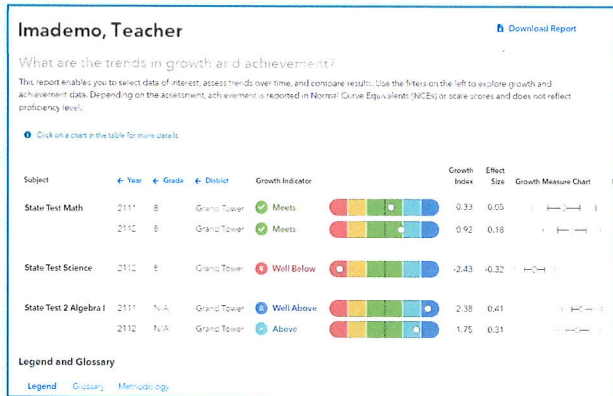 Imademo, Teacher
Download Report
What are the trends in growth and achievement?
This report enables you to select data of interest, assess trends over time, and compare results. Use the filters on the left to explore growth and
achievement data. Depending on the assessment, achievement is reported in Normal Curve Equivalents (NCEs) or scale scores and does not reflect
proficiency level.
Click on a chart in the table for more details
Subject ← Year ← Grade ← District Growth Indicator Growth Index Effect Size Growth Measure Chart
State Test Math 2111 8 Grand Tower Meets 0.33 0.05
2112 8 Grand Tower Meets 0.92 0.18
State Test Science 2112 8 Grand Tower Well Below -2.43 -0.32
State Test 2 Algebra I 2111 N/A Grand Tower Well Above 2.38 0.41
2112 N/A Grand Tower Above 1.75 0.31
Legend and Glossary
Legend Glossary Methodology